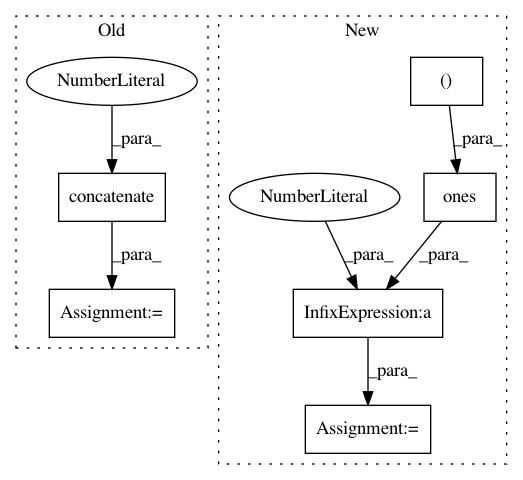 Old
New
NumberLiteral
()
_para_
_para_
concatenate
NumberLiteral
ones
_para_
_para_
_para_
Assignment:=
InfixExpression:a
_para_
Assignment:=